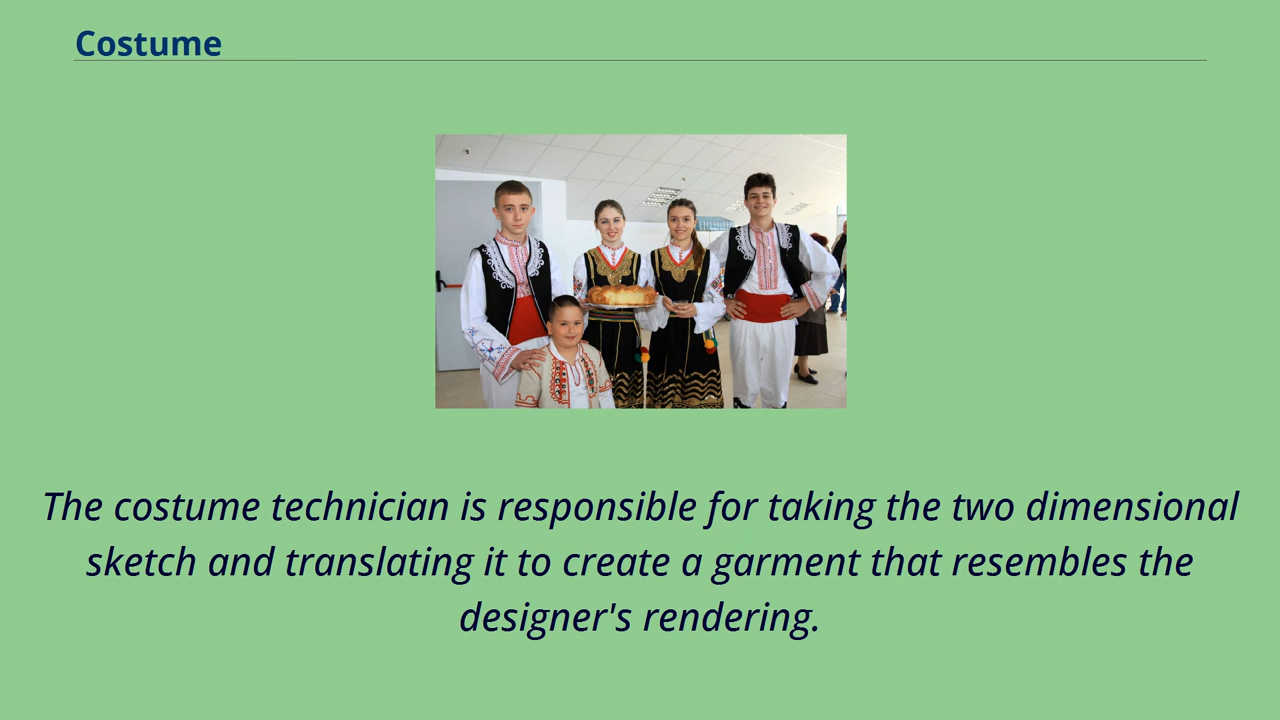 Costume
The costume technician is responsible for taking the two dimensional
sketch and translating it to create a garment that resembles the
designer's rendering.